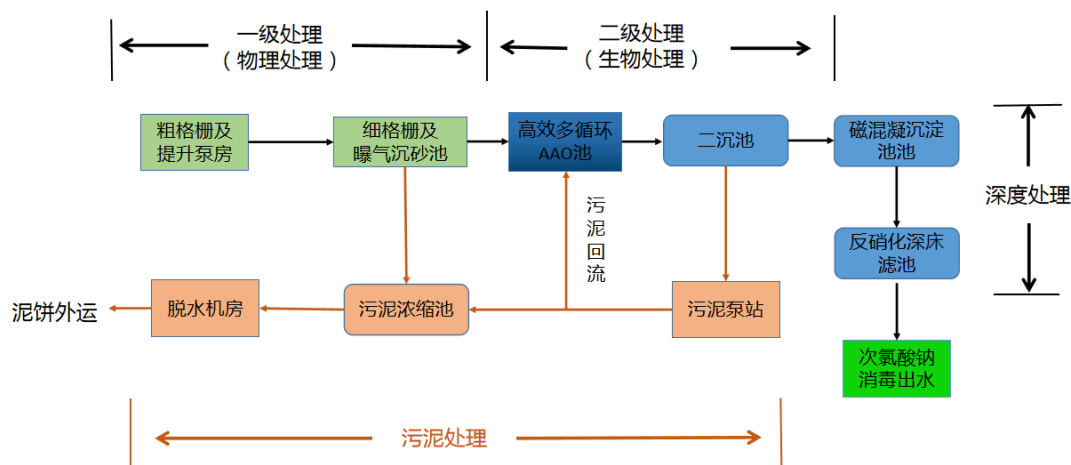 一级处理
（物理处理）
二级处理
（生物处理）
粗格栅及
提升泵房
细格栅及
曝气沉砂池
高效多循环
AAO池
二沉池
磁混凝沉淀
池池
深度处理
污
泥
回
流
反硝化深床
滤池
泥饼外运
脱水机房
污泥浓缩池
污泥泵站
次氯酸钠
消毒出水
污泥处理